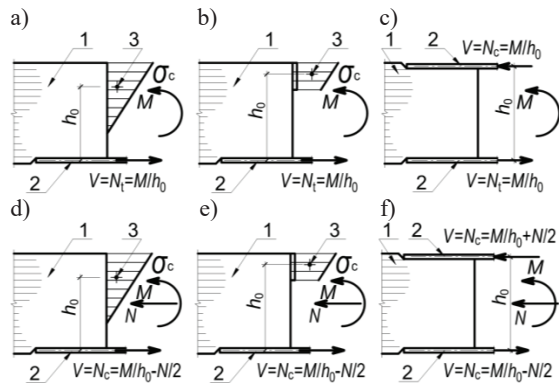 a) b) c)
1 3 σc M h0 2 V=Nt=M/h0
1 3 σc M h0 2 V=Nt=M/h0
V=Nc=M/h0 1 2 M h0 2 V=Nt=M/h0
d) e) f)
1 3 σc M N h0 2 V=Nc=M/h0-N/2
1 3 σc M N h0 2 V=Nc=M/h0-N/2
V=Nc=M/h0+N/2 1 2 M N h0 2 V=Nc=M/h0-N/2